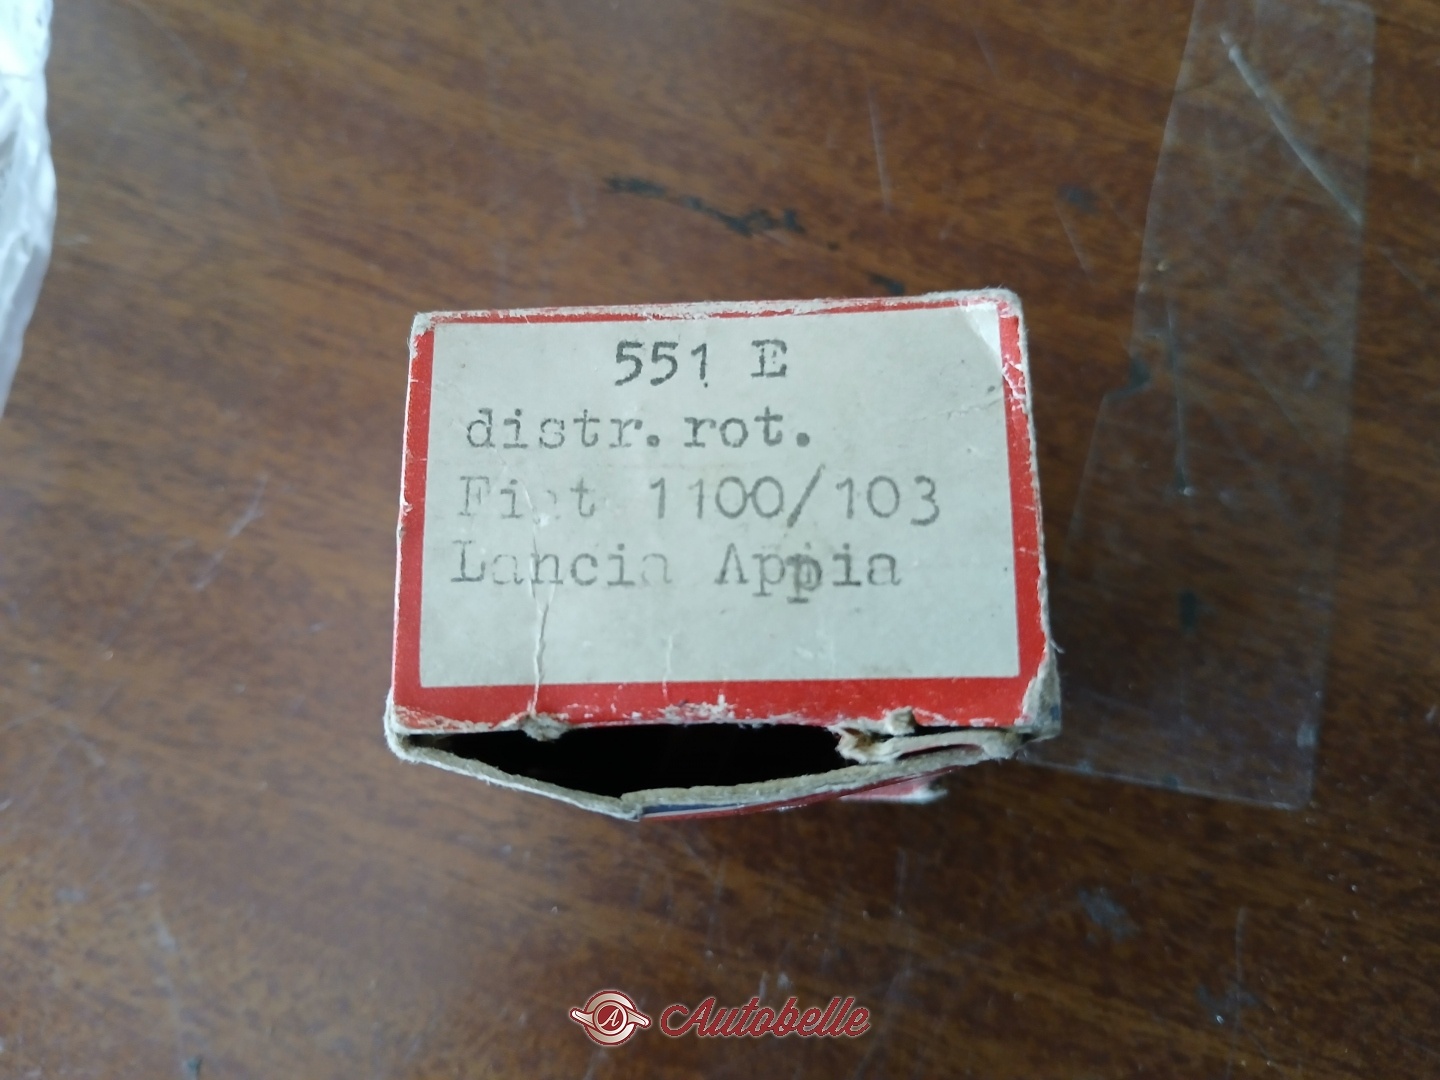 551 E
distr. rot.
Fiat 1100/103
Lancia Appia
A Autobelle